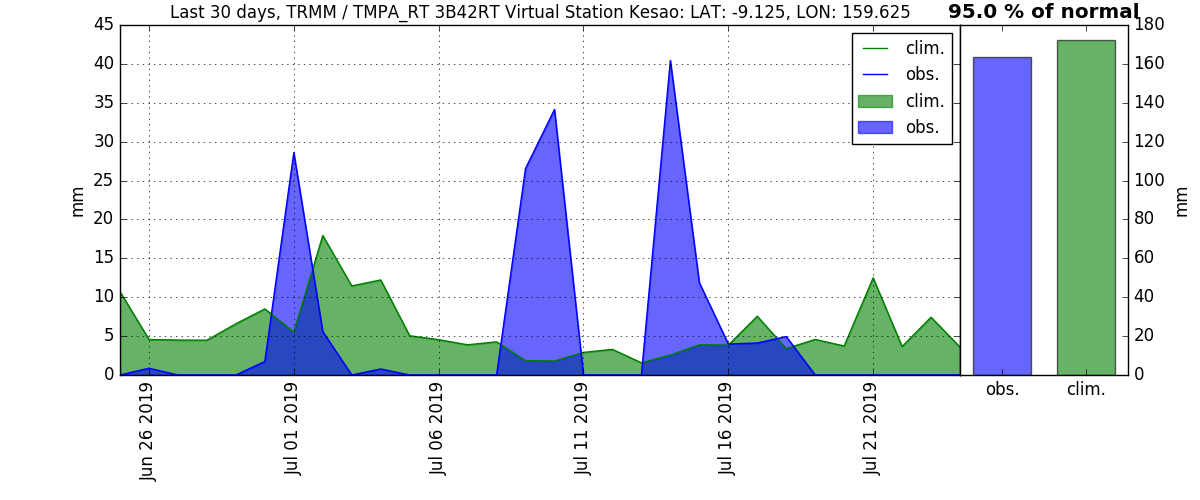 Last 30 days, TRMM / TMPA_RT 3B42RT Virtual Station Kesao: LAT: -9.125, LON: 159.625
95.0 % of normal
45
40
35
30
25
20
15
10
5
0
mm
clim.
obs.
clim.
obs.
Jun 26 2019
Jul 01 2019
Jul 06 2019
Jul 11 2019
Jul 16 2019
Jul 21 2019
180
160
140
120
100
80
60
40
20
0
mm
obs.
clim.